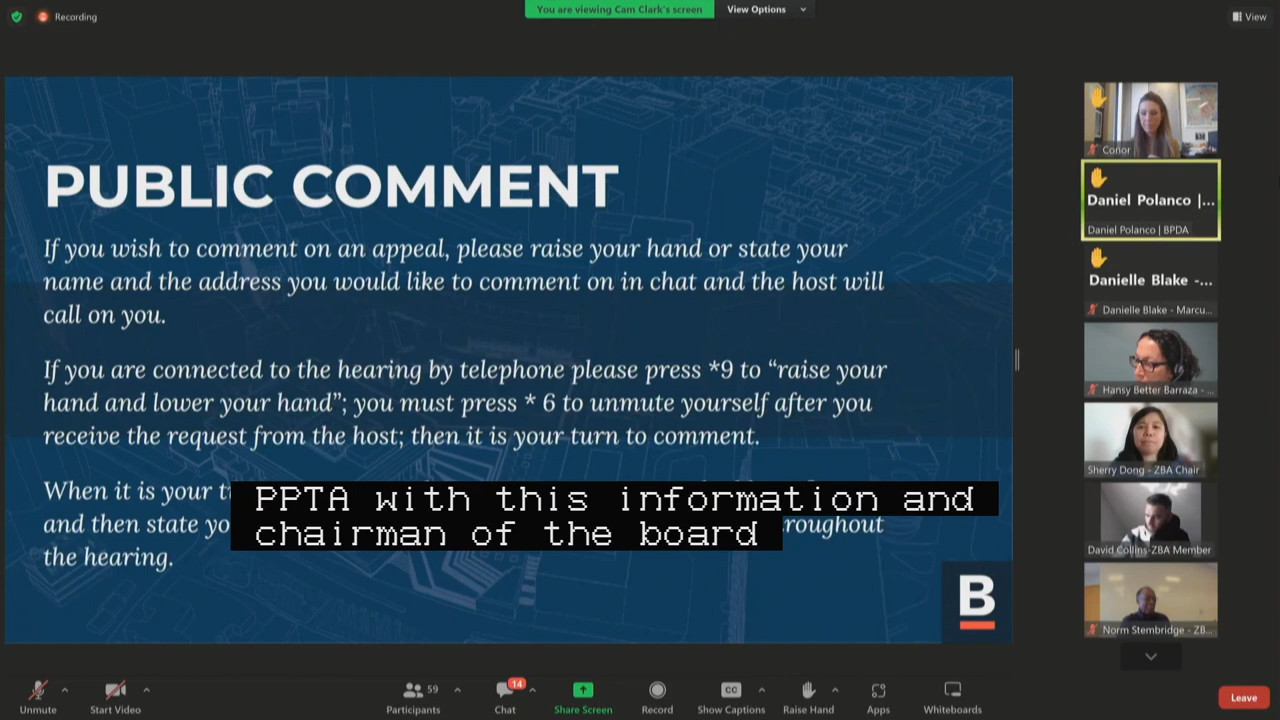 Recording
You are viewing Cam Clark's screen
View Options
View
PUBLIC COMMENT
If you wish to comment on an appeal, please raise your hand or state your
name and the address you would like to comment on in chat and the host will
call on you.
If you are connected to the hearing by telephone please press *9 to “raise your
hand and lower your hand”; you must press * 6 to unmute yourself after you
receive the request from the host; then it is your turn to comment.
When it is your
and then state
roughout
the hearing.
PPTA with this information and
chairman of the board
B
Conor
Daniel Polanco |...
Daniel Polanco | BPDA
Danielle Blake -...
Danielle Blake - Marcu...
Hansy Better Barraza - ...
Sherry Dong - ZBA Chair
David Collins-ZBA Member
Norm Stembridge - ZB...
Unmute
Start Video
59
Participants
14
Chat
Share Screen
Record
CC
Show Captions
Raise Hand
Apps
Whiteboards
Leave